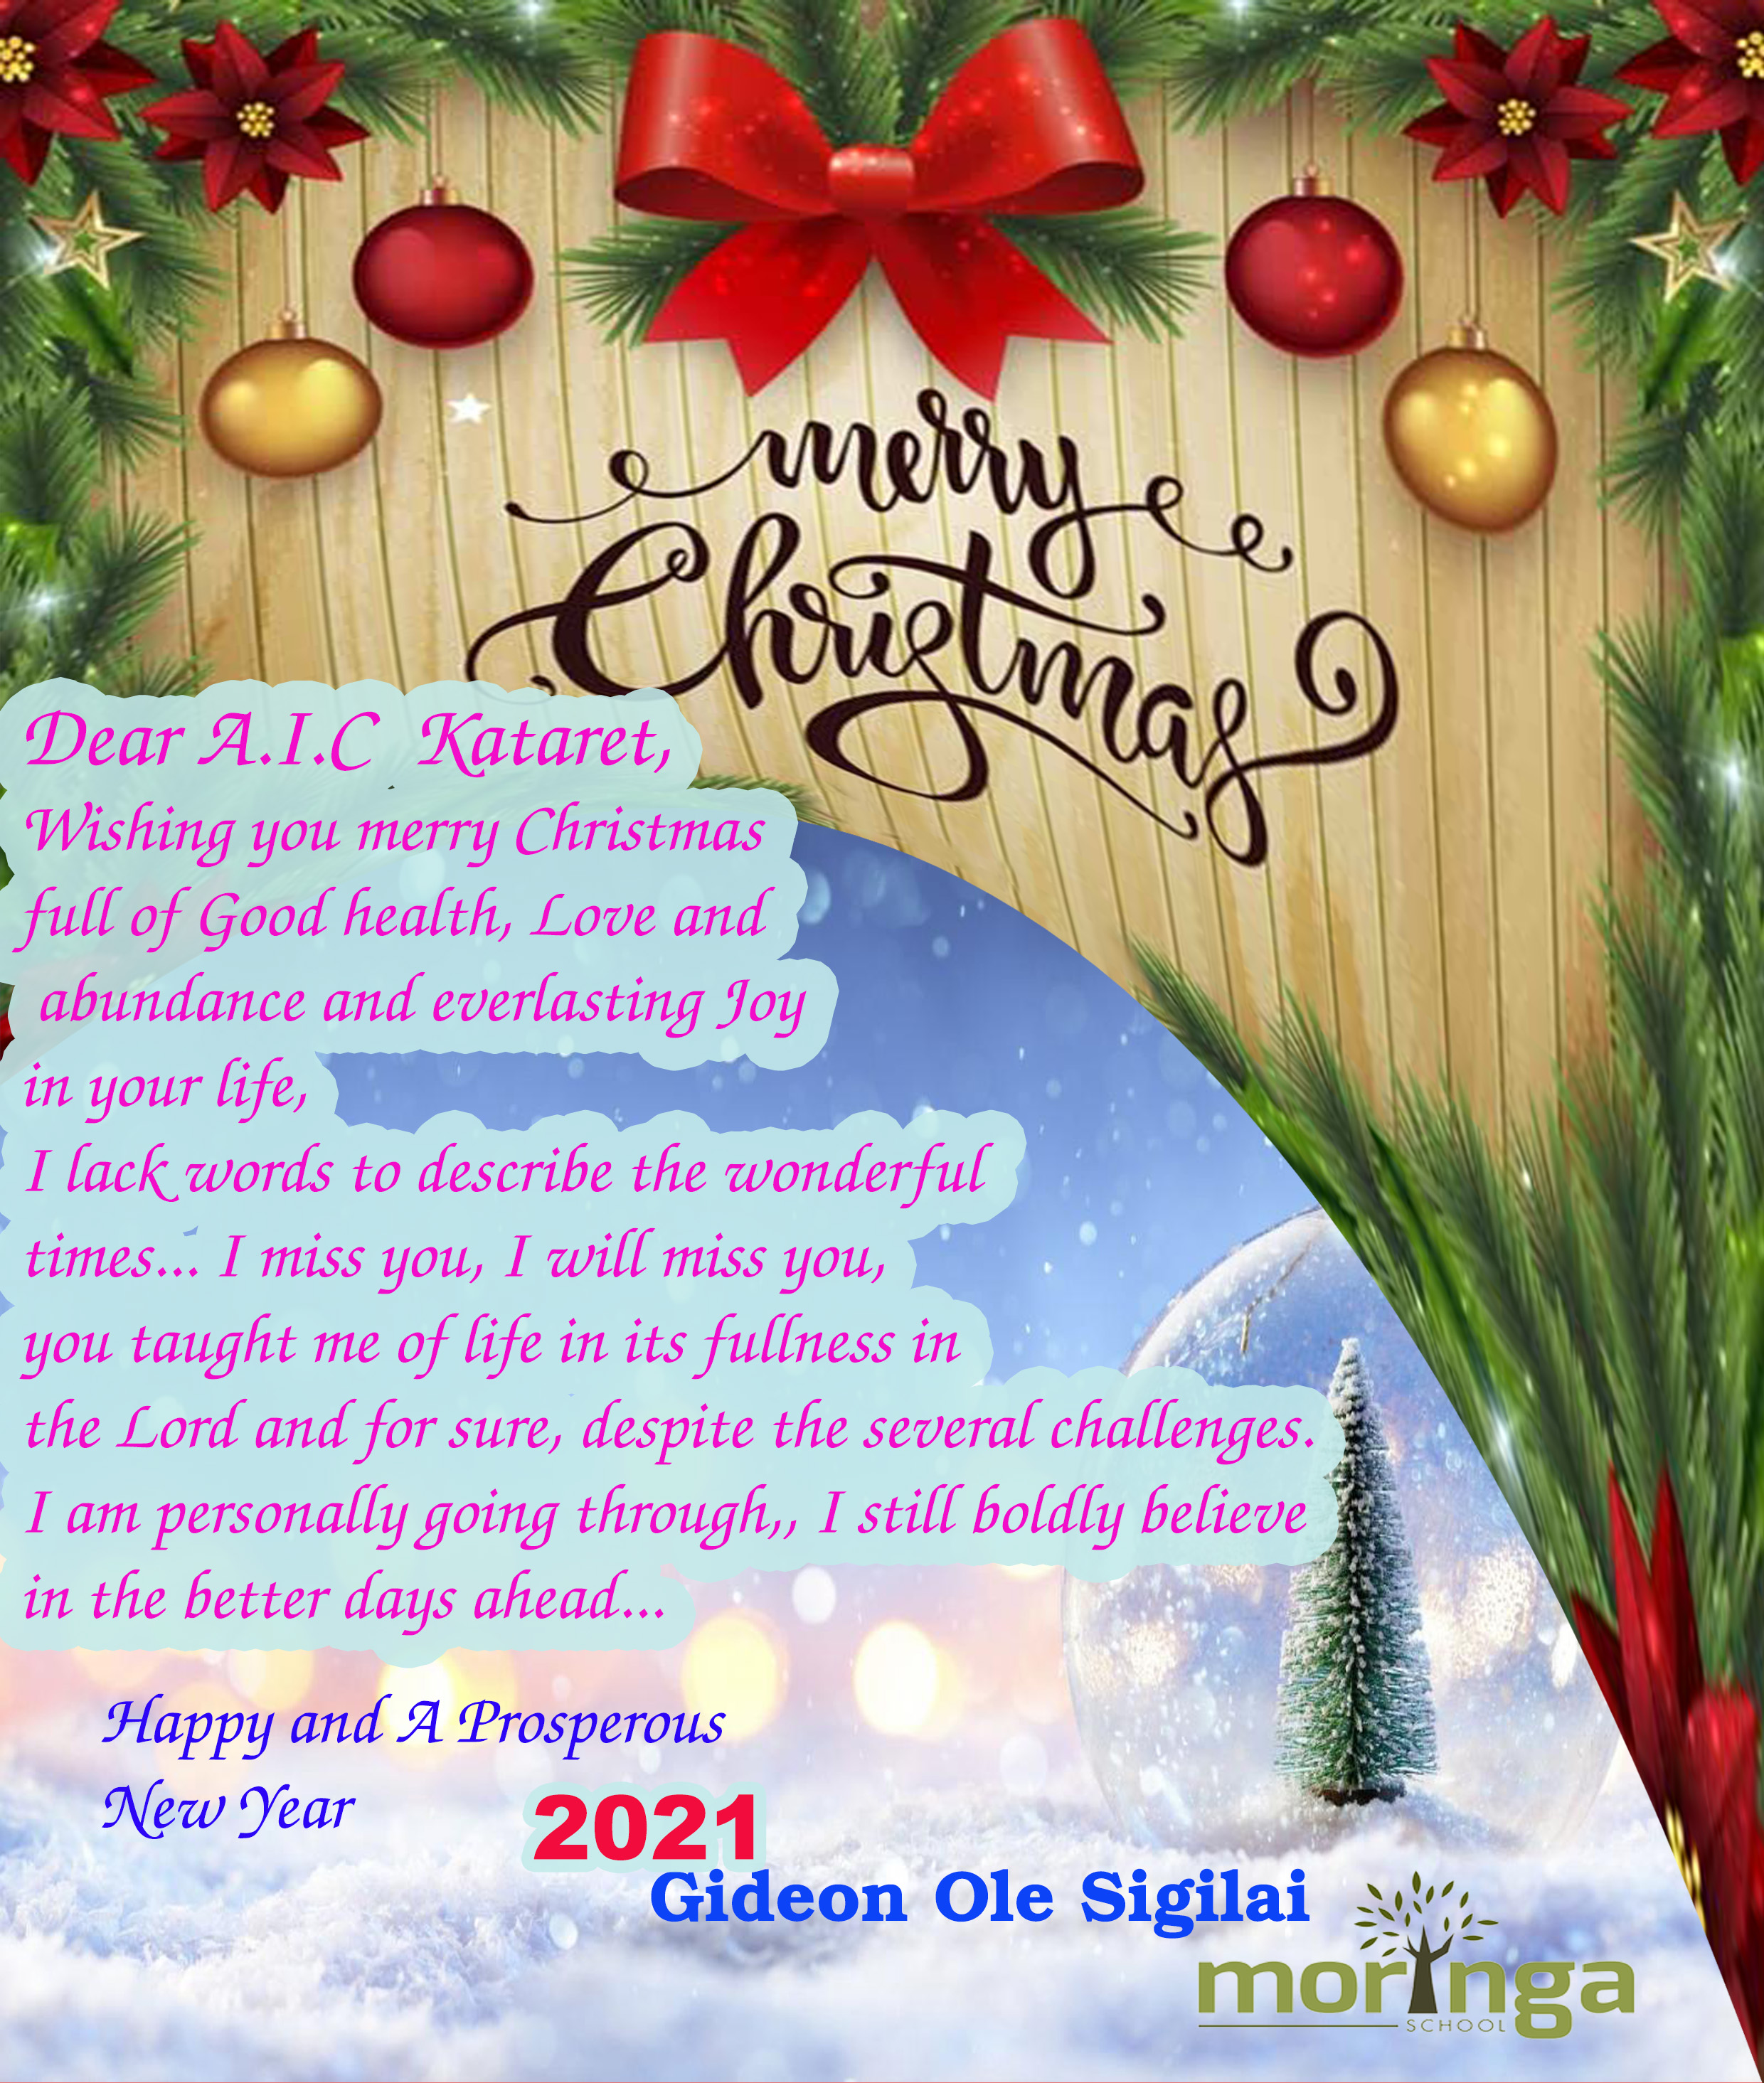 merry
Christmas
Dear A.I.C Kataret,
Wishing you merry Christmas
full of Good health, Love and
abundance and everlasting Joy
in your life,
I lack words to describe the wonderful
times... I miss you, I will miss you,
you taught me of life in its fullness in
the Lord and for sure, despite the several challenges.
I am personally going through,, I still boldly believe
in the better days ahead...
Happy and A Prosperous
New Year
2021
Gideon Ole Sigilai
moringa
SCHOOL